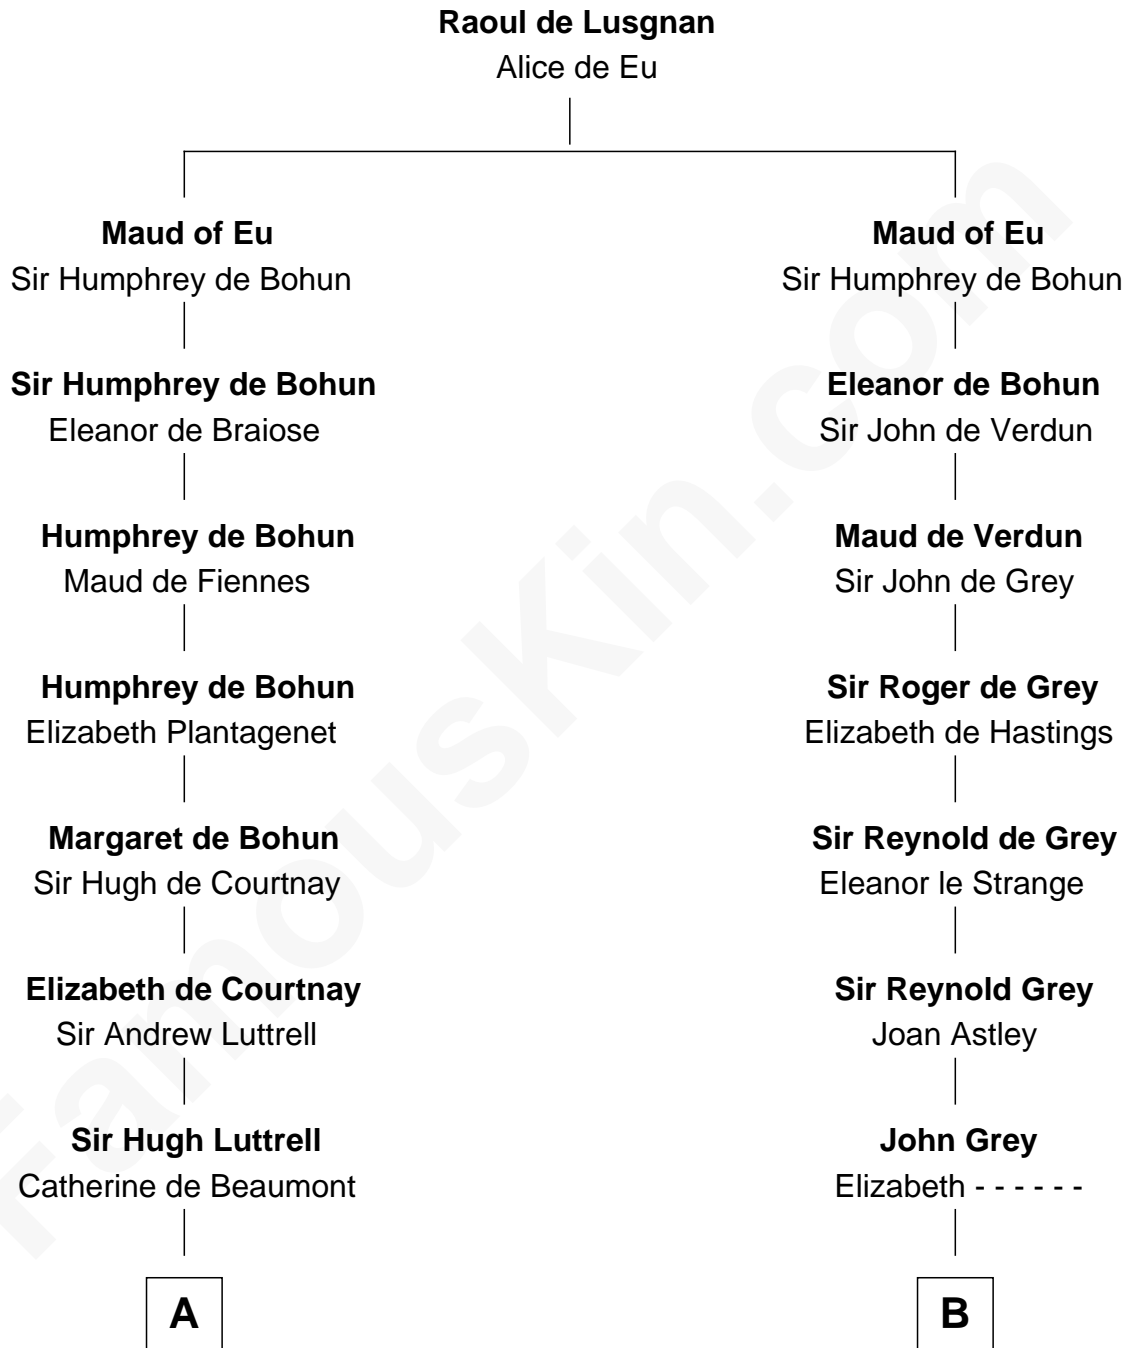 Raoul de Lusgnan
Alice de Eu
Maud of Eu
Sir Humphrey de Bohun
Maud of Eu
Sir Humphrey de Bohun
Sir Humphrey de Bohun
Eleanor de Braiose
Eleanor de Bohun
Sir John de Verdun
Humphrey de Bohun
Maud de Fiennes
Maud de Verdun
Sir John de Grey
Humphrey de Bohun
Elizabeth Plantagenet
Sir Roger de Grey
Elizabeth de Hastings
Margaret de Bohun
Sir Hugh de Courtnay
Sir Reynold de Grey
Eleanor le Strange
Elizabeth de Courtnay
Sir Andrew Luttrell
Sir Reynold Grey
Joan Astley
Sir Hugh Luttrell
Catherine de Beaumont
John Grey
Elizabeth - - - - - -
A
B
FamousKin.com